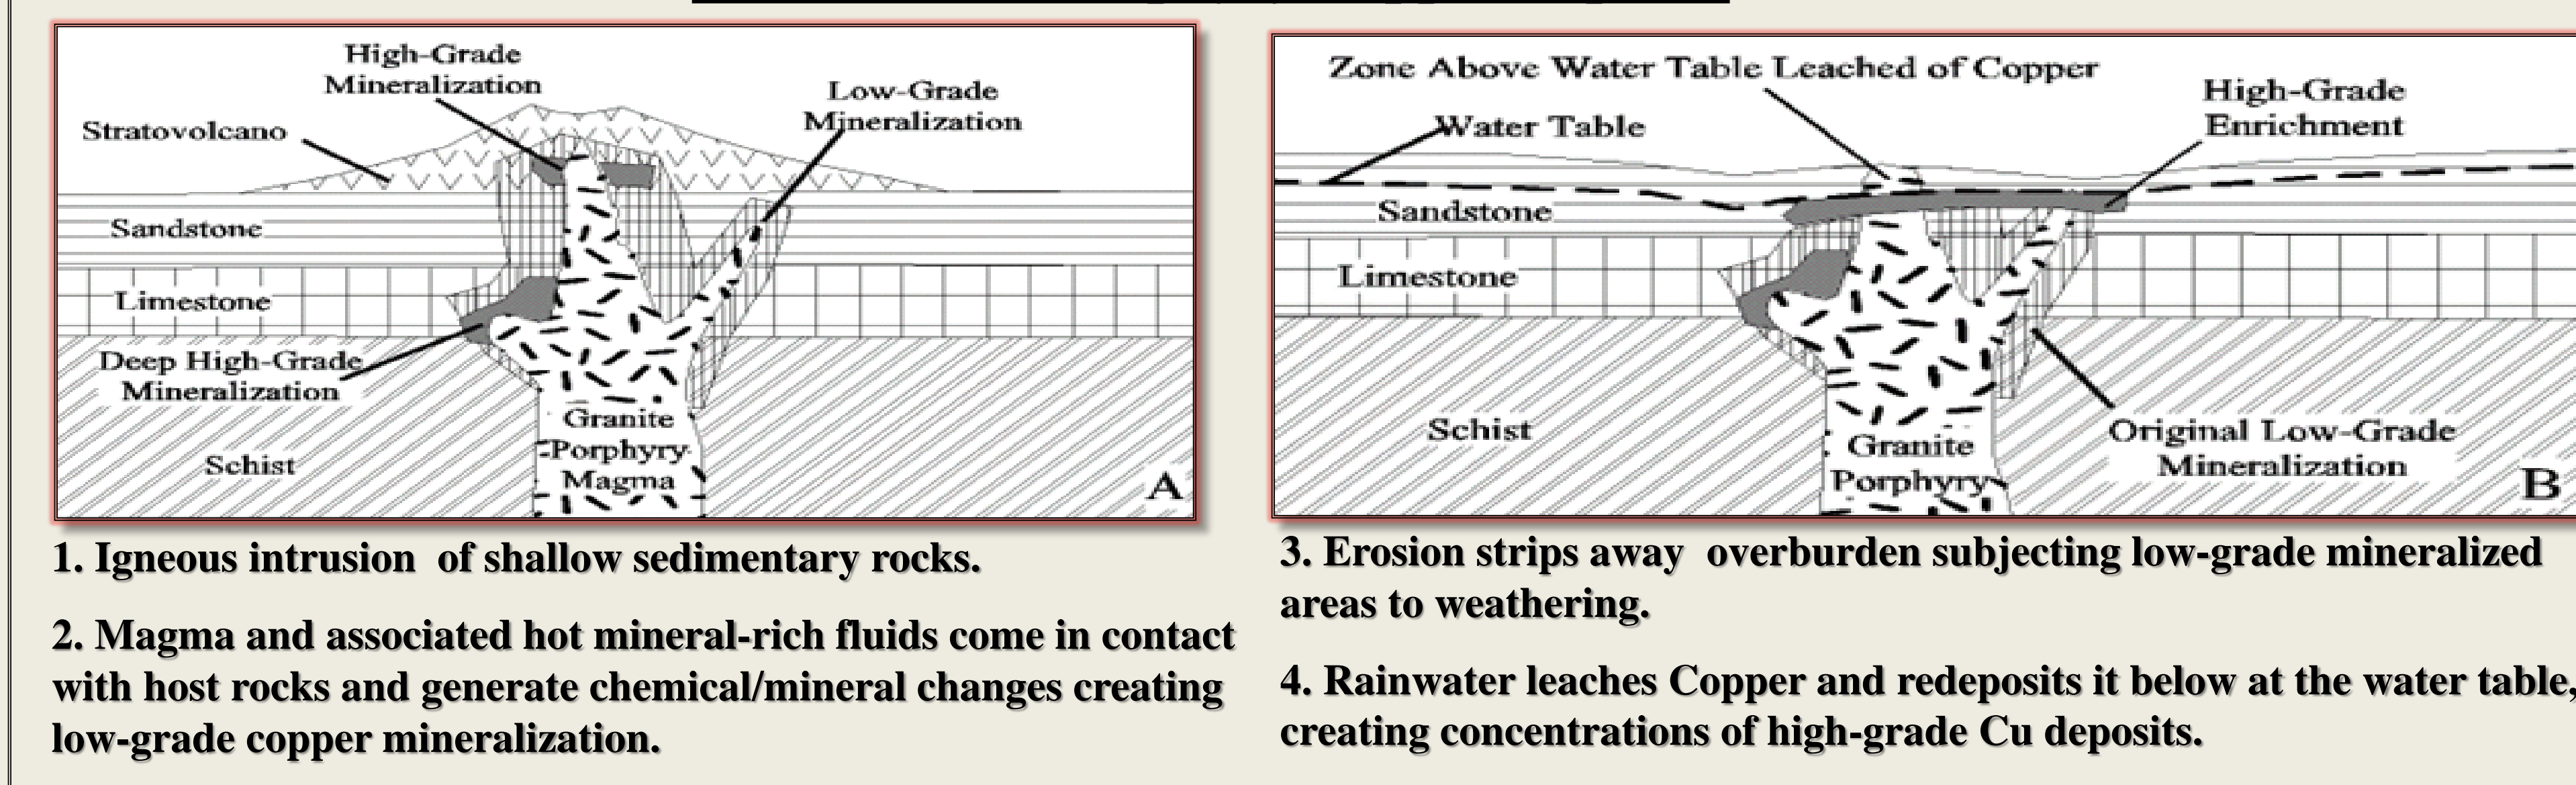 High-Grade
Mineralization
Low-Grade
Mineralization
Stratovolcano
Sandstone
Limestone
Deep High-Grade
Mineralization
Granite
Porphyry
Magma
Schist
A
Zone Above Water Table Leached of Copper
High-Grade
Enrichment
Water Table
Sandstone
Limestone
Schist
Granite
Porphyry
Original Low-Grade
Mineralization
B
1. Igneous intrusion of shallow sedimentary rocks.
2. Magma and associated hot mineral-rich fluids come in contact
with host rocks and generate chemical/mineral changes creating
low-grade copper mineralization.
3. Erosion strips away overburden subjecting low-grade mineralized
areas to weathering.
4. Rainwater leaches Copper and redeposits it below at the water table,
creating concentrations of high-grade Cu deposits.